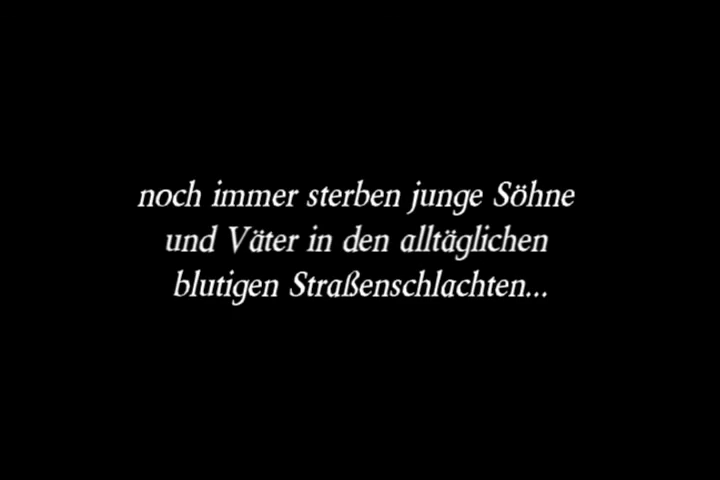 noch immer sterben junge Söhne
und Väter in den alltäglichen
blutigen Straßenschlachten...